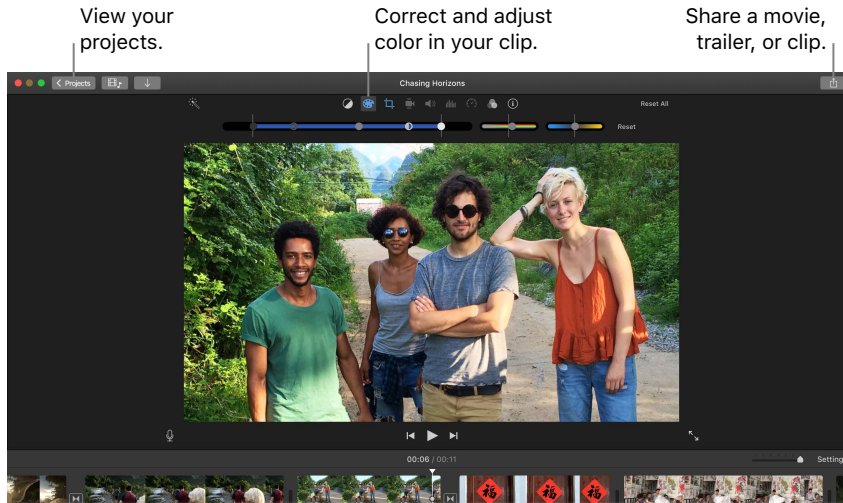 View your
projects.
Correct and adjust
color in your clip.
Share a movie,
trailer, or clip.
Projects
Chasing Horizons
Reset All
Reset
00:06 / 00:11
Setting
福 福 福